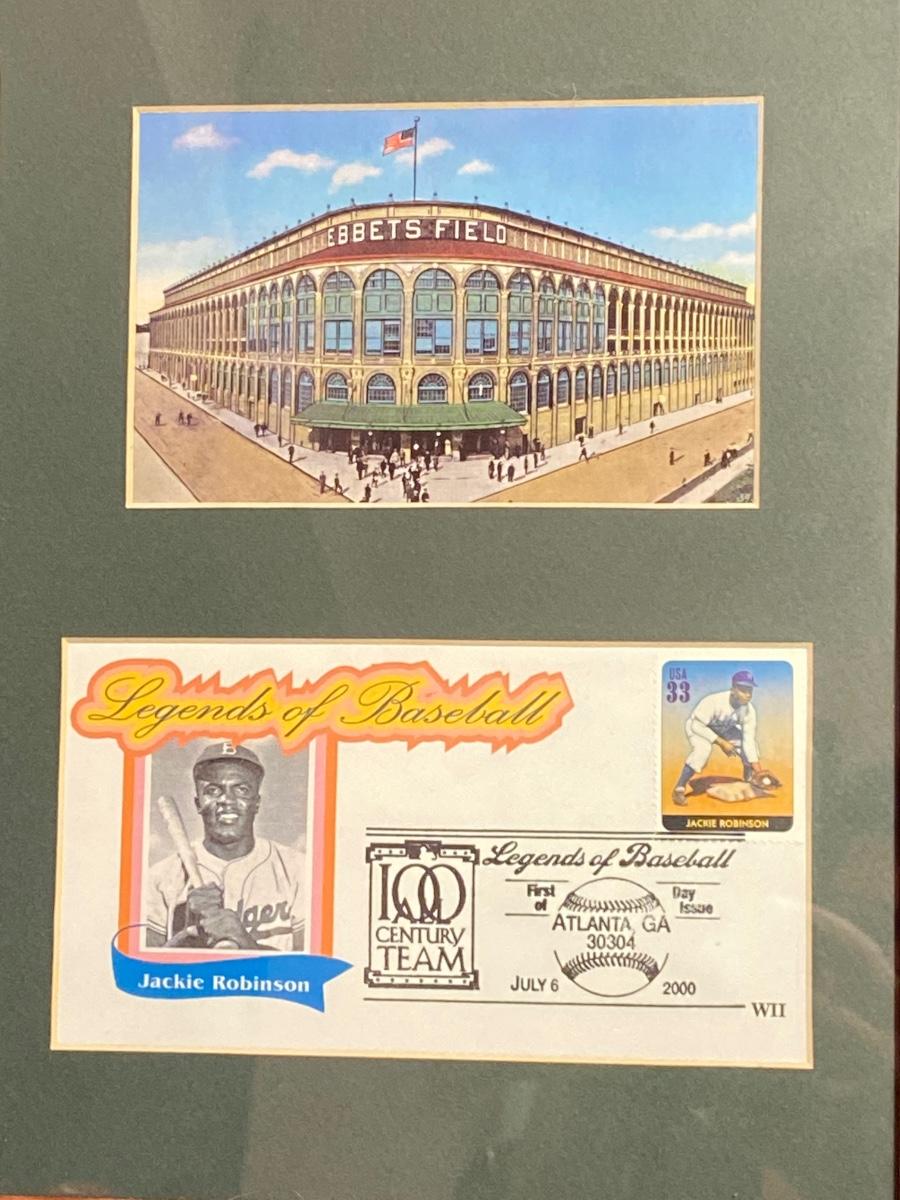 EBBETS FIELD
Legends of Baseball
USA
33
JACKIE ROBINSON
B
dgers
Jackie Robinson
100
CENTURY
TEAM
Legends of Baseball
First Day
of Issue
ATLANTA, GA
30304
JULY 6 2000
WII